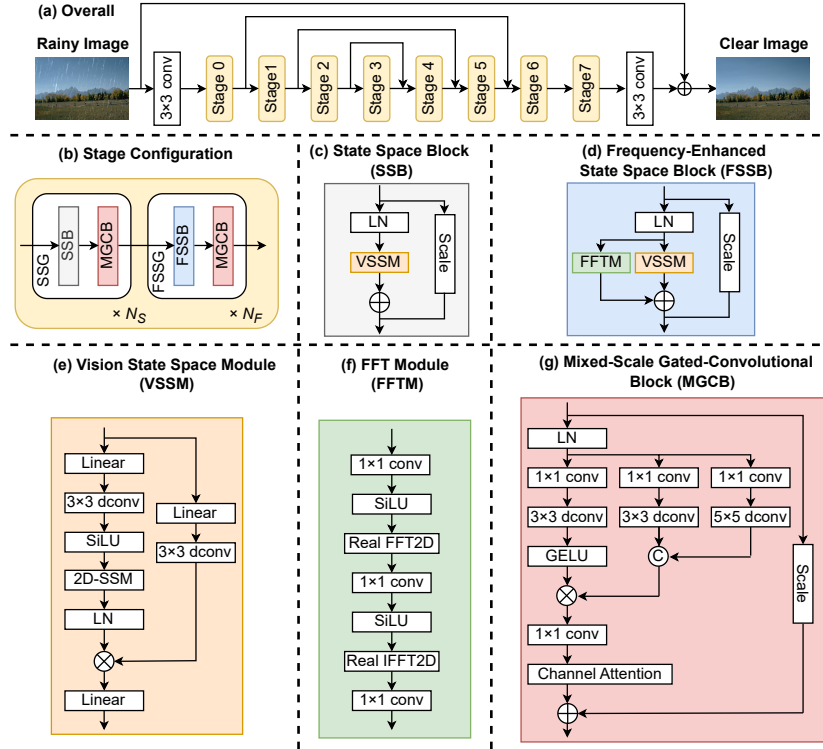 (a) Overall
Rainy Image
3×3 conv
Stage 0
Stage1
Stage 2
Stage 3
Stage 4
Stage 5
Stage 6
Stage7
3×3 conv
Clear Image
(b) Stage Configuration
SSG
SSB
MGCB
× N_S
FSSG
FSSB
MGCB
× N_F
(c) State Space Block
(SSB)
LN
VSSM
Scale
(d) Frequency-Enhanced
State Space Block (FSSB)
LN
FFTM
VSSM
Scale
(e) Vision State Space Module
(VSSM)
Linear
3×3 dconv
SiLU
2D-SSM
LN
Linear
Linear
3×3 dconv
(f) FFT Module
(FFTM)
1×1 conv
SiLU
Real FFT2D
1×1 conv
SiLU
Real IFFT2D
1×1 conv
(g) Mixed-Scale Gated-Convolutional
Block (MGCB)
LN
1×1 conv
1×1 conv
1×1 conv
3×3 dconv
3×3 dconv
5×5 dconv
GELU
C
1×1 conv
Channel Attention
Scale